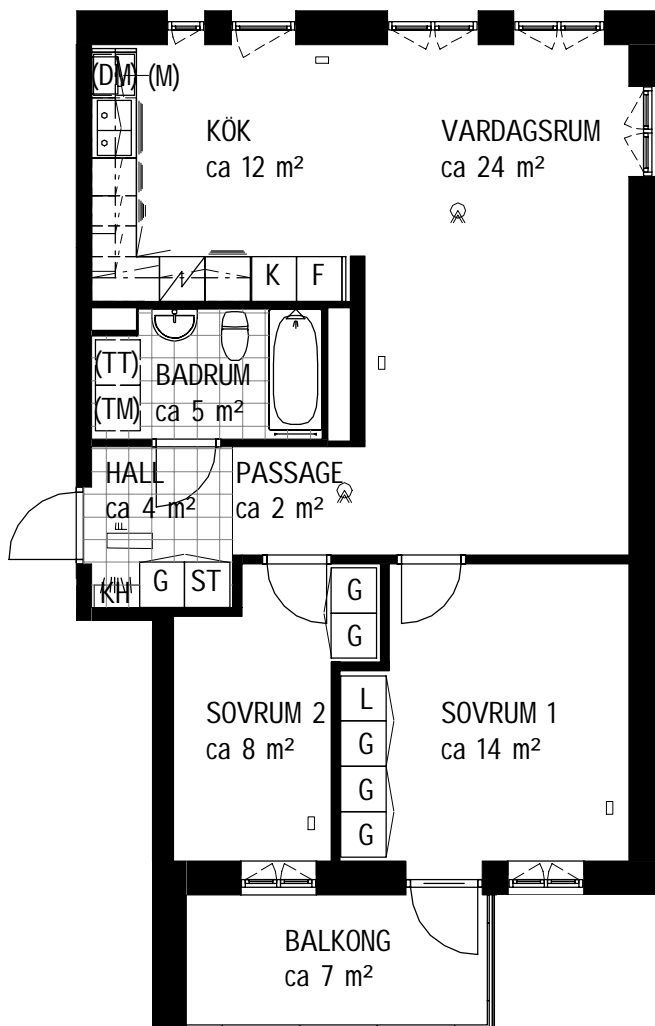 (DM) (M)
KÖK
ca 12 m²
VARDAGSRUM
ca 24 m²
K F
(TT)
(TM)
BADRUM
ca 5 m²
HALL
ca 4 m²
PASSAGE
ca 2 m²
KH
G ST
G
G
SOVRUM 2
ca 8 m²
L
G
G
G
SOVRUM 1
ca 14 m²
BALKONG
ca 7 m²